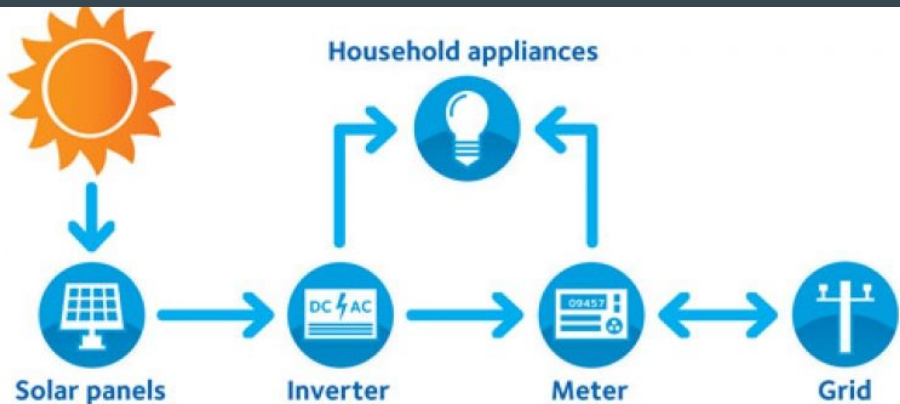 Household appliances
DC AC
09457
Solar panels
Inverter
Meter
Grid